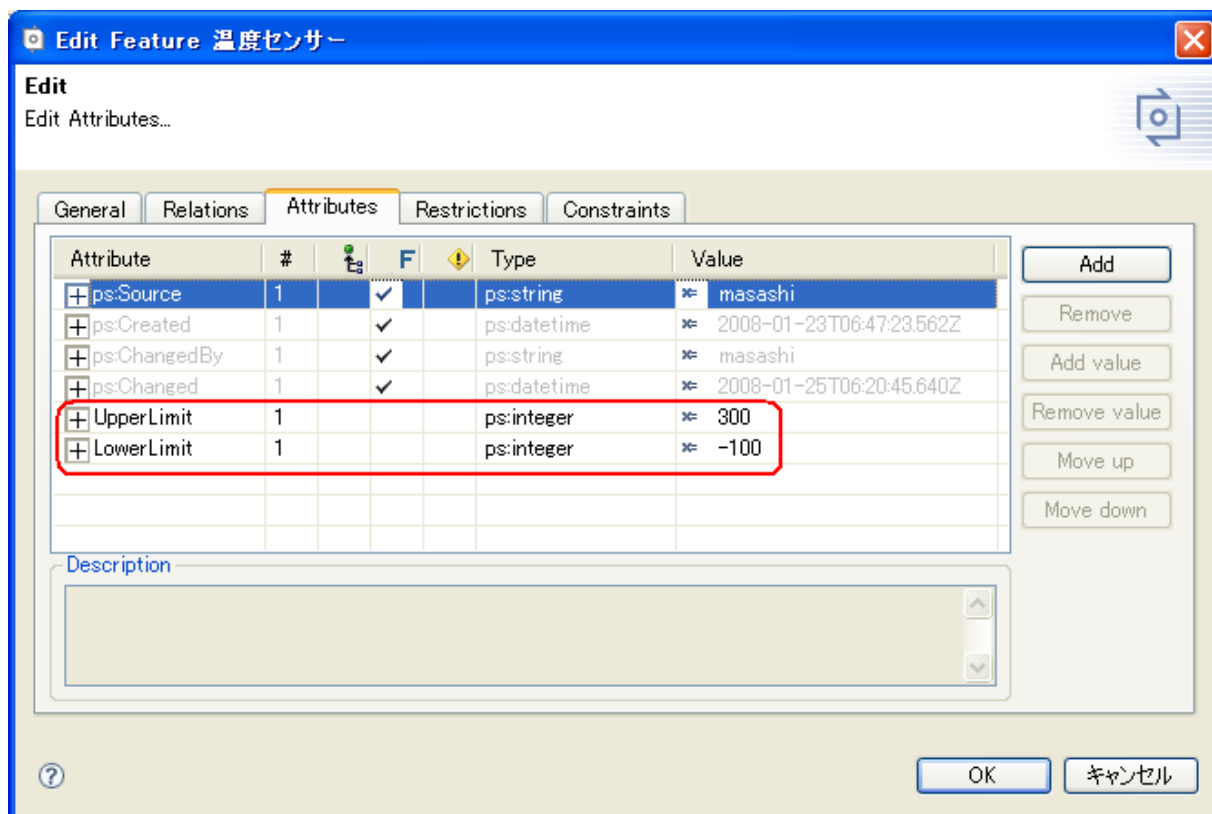 Edit Feature 温度センサー
Edit
Edit Attributes...
General Relations Attributes Restrictions Constraints
Attribute # F Type Value
ps:Source 1 ps:string masashi
ps:Created 1 ps:datetime 2008-01-23T06:47:23.562Z
ps:ChangedBy 1 ps:string masashi
ps:Changed 1 ps:datetime 2008-01-25T06:20:45.640Z
UpperLimit 1 ps:integer 300
LowerLimit 1 ps:integer -100
Add
Remove
Add value
Remove value
Move up
Move down
Description
OK キャンセル